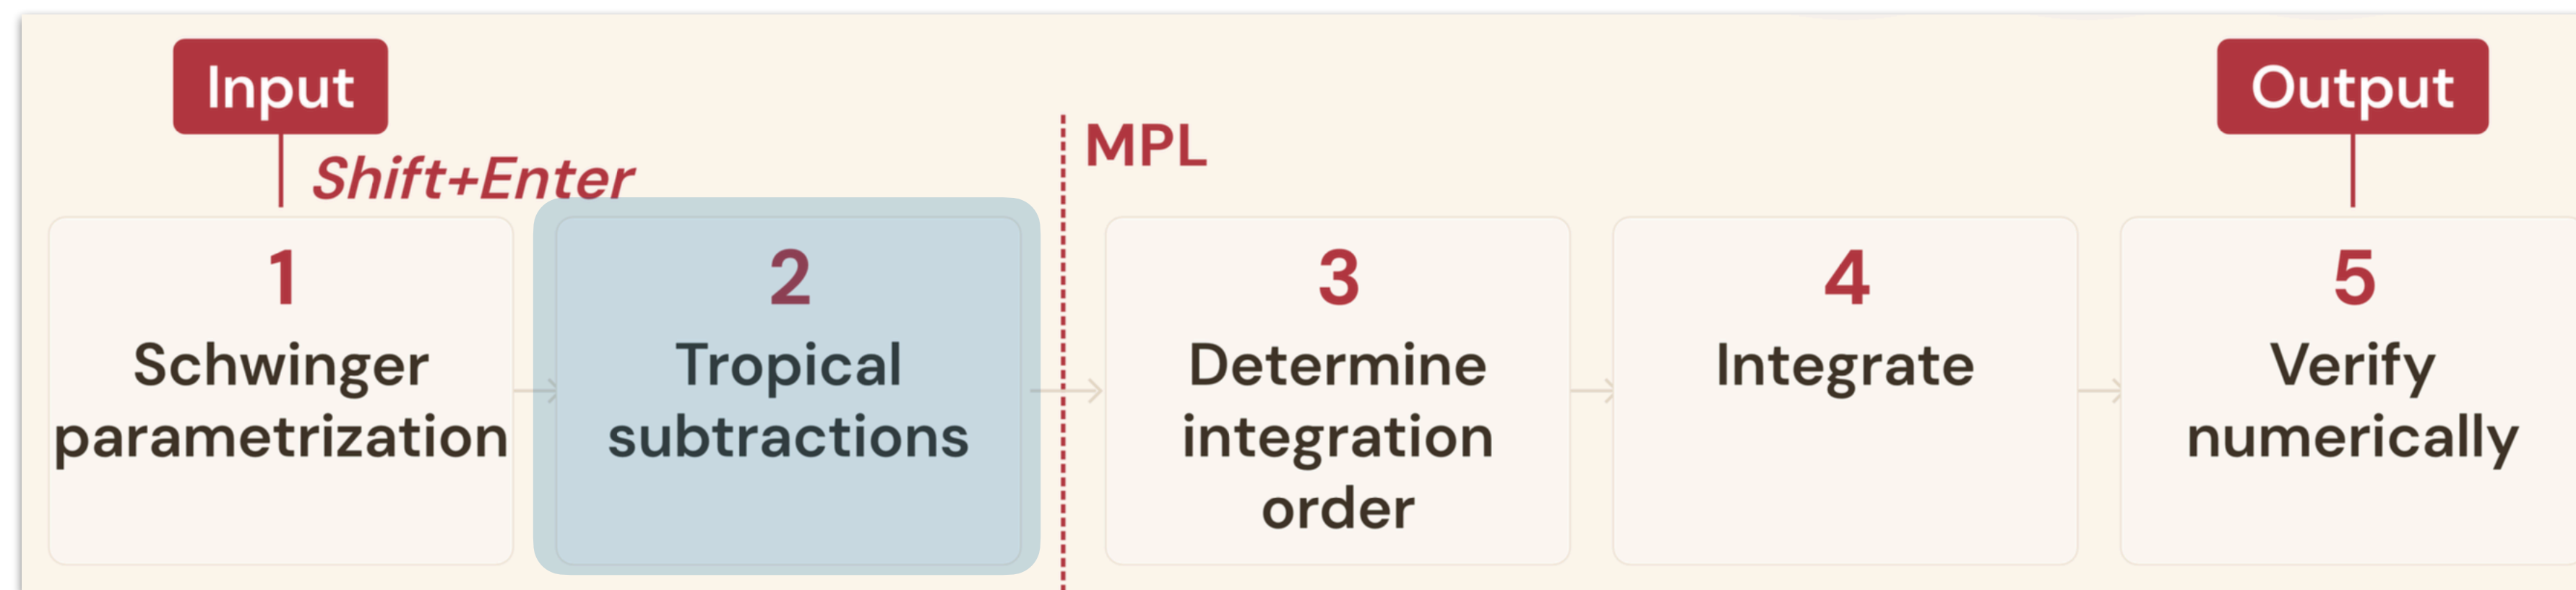 Input
Output
MPL
Shift+Enter
1
Schwinger
parametrization
2
Tropical
subtractions
3
Determine
integration
order
4
Integrate
5
Verify
numerically